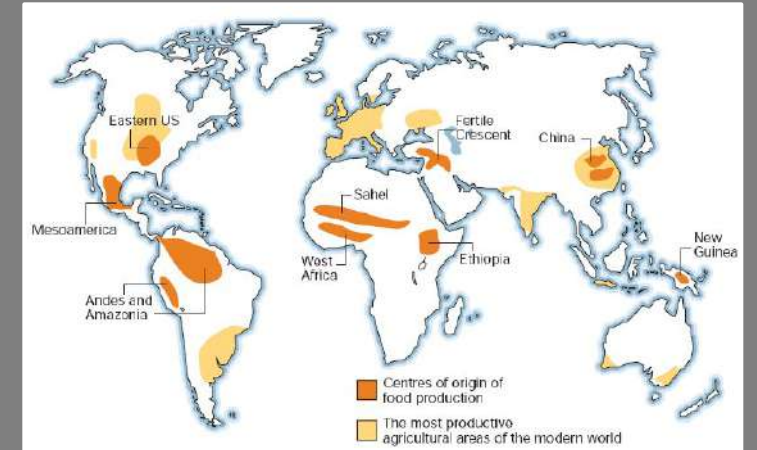 Eastern US
Fertile
Crescent
China
Sahel
Mesoamerica
West
Africa
Ethiopia
New
Guinea
Andes and
Amazonia
Centres of origin of
food production
The most productive
agricultural areas of the modern world